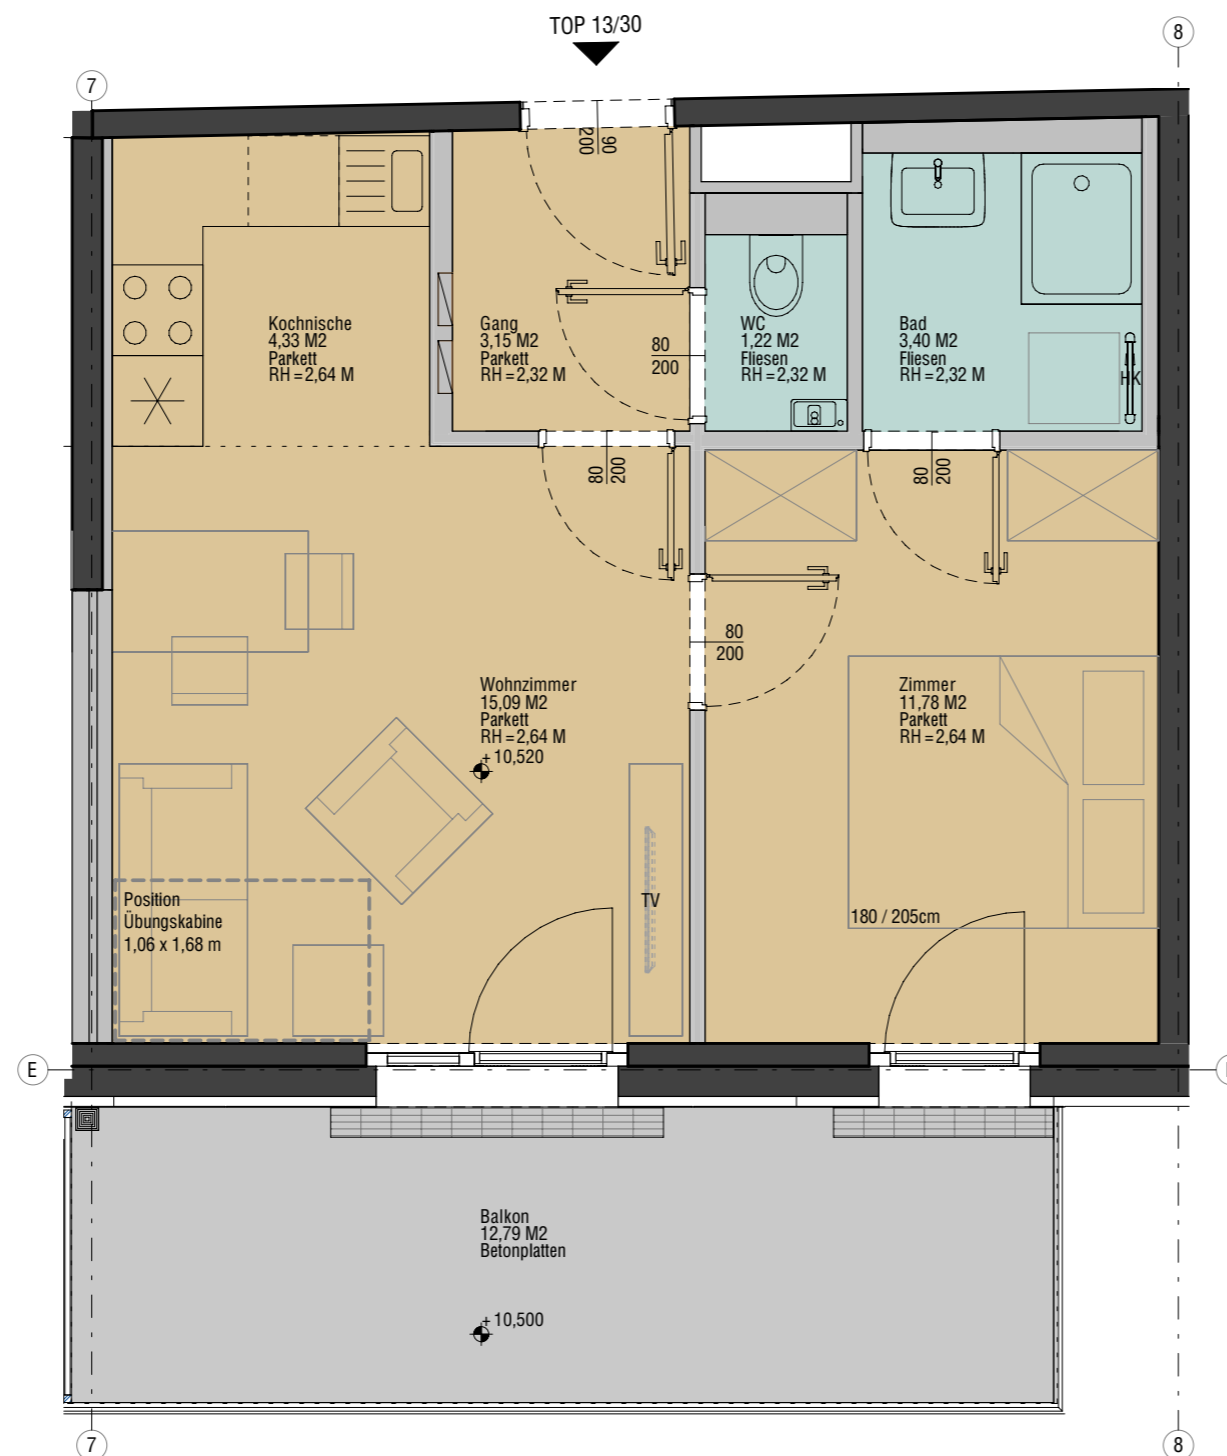 TOP 13/30
8
7
90
200
Kochnische
4,33 M2
Parkett
RH = 2,64 M
Gang
3,15 M2
Parkett
RH = 2,32 M
80
200
WC
1,22 M2
Fliesen
RH = 2,32 M
Bad
3,40 M2
Fliesen
RH = 2,32 M
HK
80
200
80
200
80
200
Wohnzimmer
15,09 M2
Parkett
RH = 2,64 M
+10,520
Zimmer
11,78 M2
Parkett
RH = 2,64 M
Position
Übungskabine
1,06 x 1,68 m
TV
180 / 205cm
E
Balkon
12,79 M2
Betonplatten
+10,500
7
8